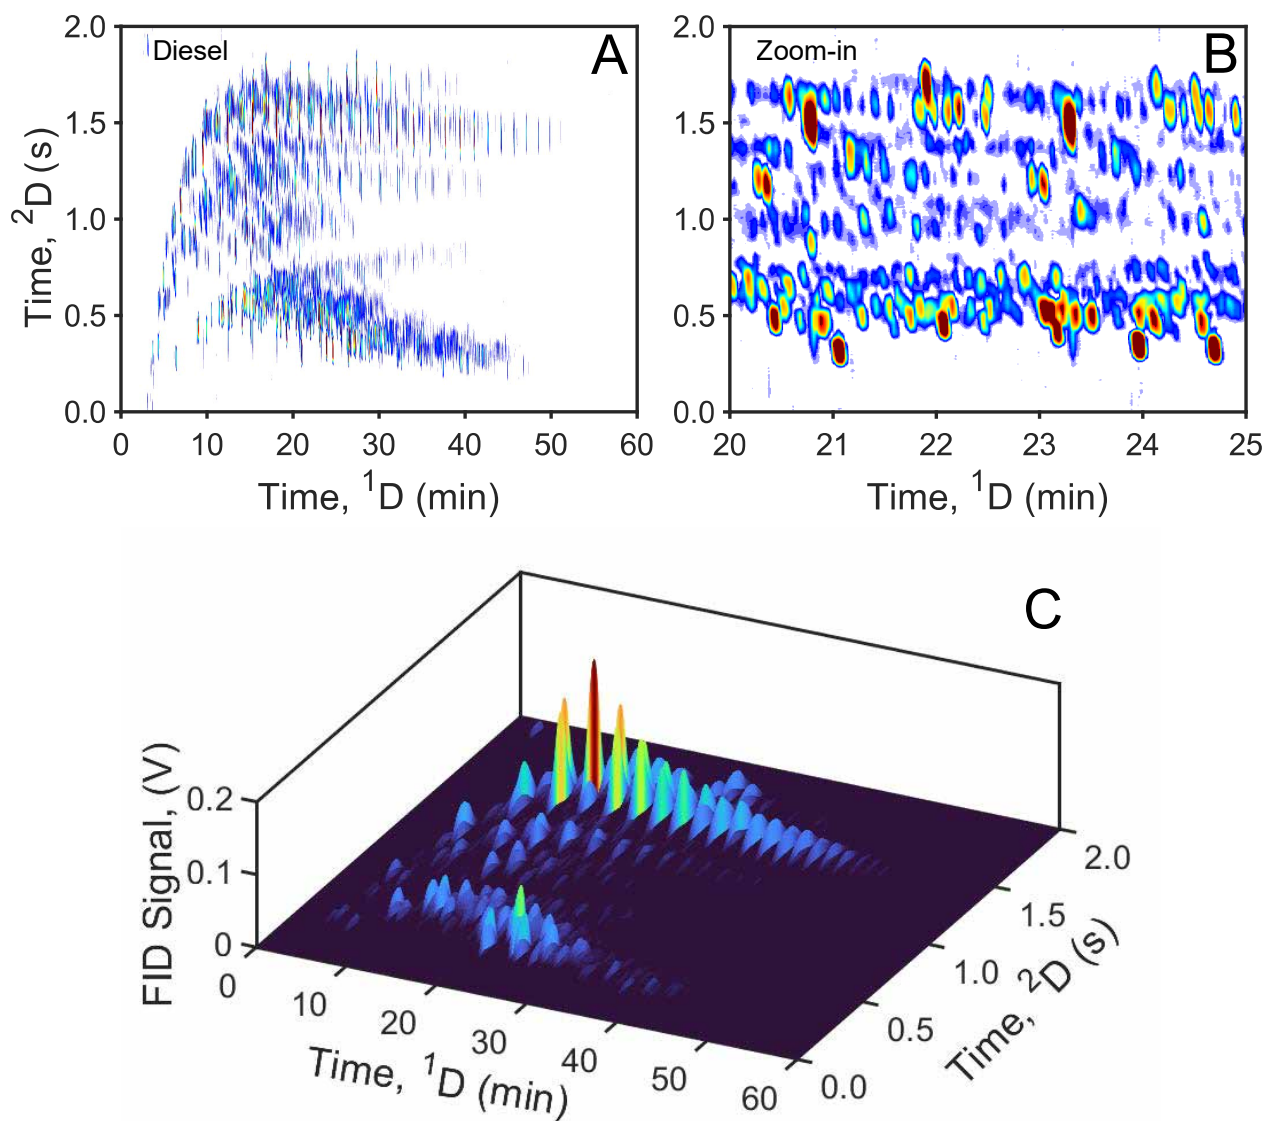 Diesel
A
2.0
1.5
1.0
0.5
0.0
Time, ²D (s)
0 10 20 30 40 50 60
Time, ¹D (min)
Zoom-in
B
2.0
1.5
1.0
0.5
0.0
20 21 22 23 24 25
Time, ¹D (min)
C
0.2
0.1
0
FID Signal, (V)
0 10 20 30 40 50 60
Time, ¹D (min)
2.0
1.5
1.0
0.5
0.0
Time, ²D (s)